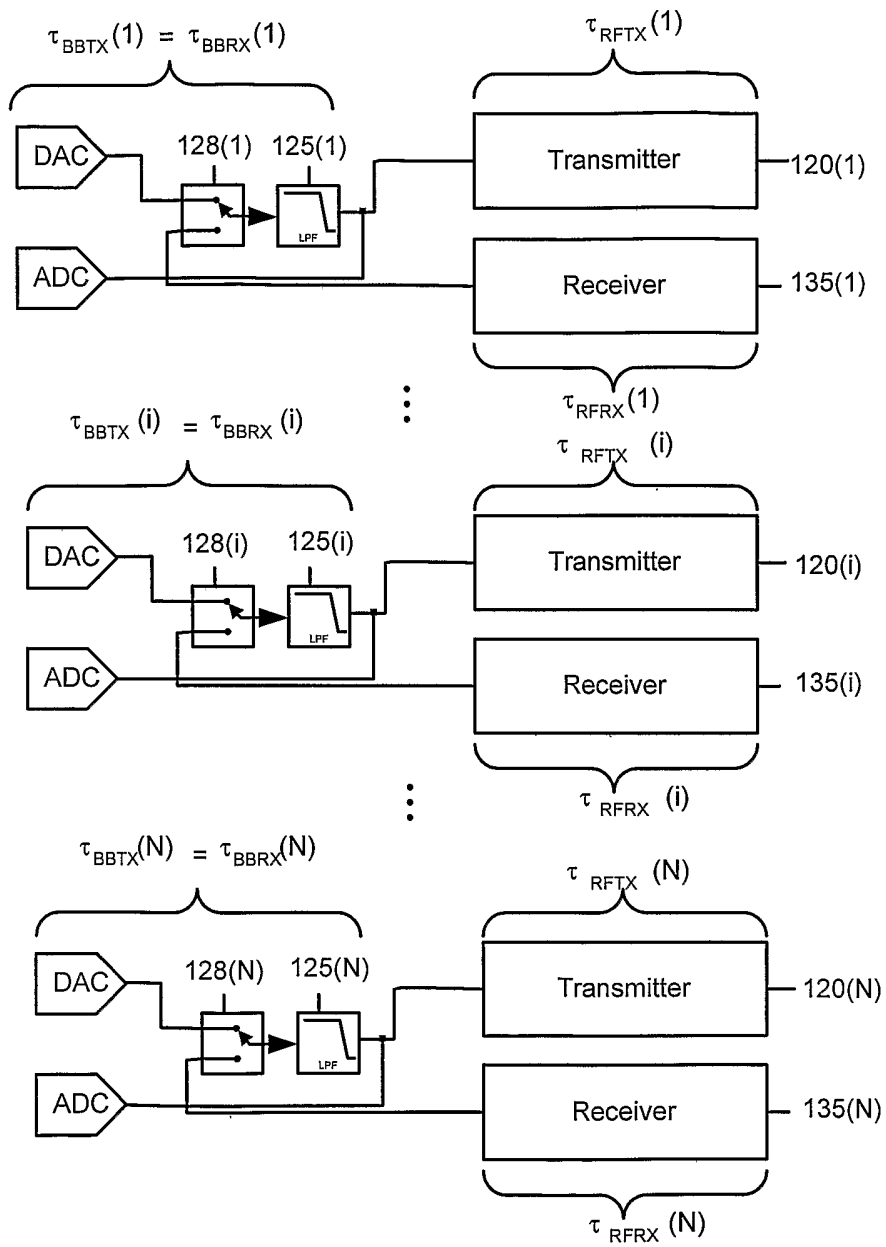 τBBTX(1) = τBBRX(1)
τRFTX(1)
DAC
128(1)
125(1)
Transmitter
120(1)
LPF
ADC
Receiver
135(1)
τRFRX(1)
τBBTX(i) = τBBRX(i)
τRFTX (i)
DAC
128(i)
125(i)
Transmitter
120(i)
LPF
ADC
Receiver
135(i)
τRFRX (i)
τBBTX(N) = τBBRX(N)
τRFTX (N)
DAC
128(N)
125(N)
Transmitter
120(N)
LPF
ADC
Receiver
135(N)
τRFRX (N)